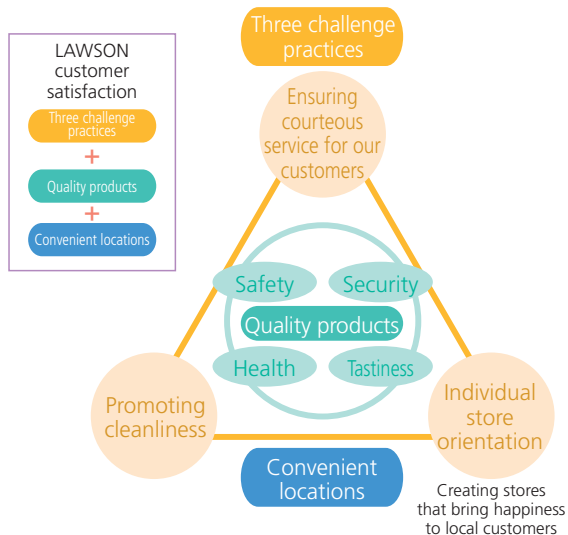 LAWSON
customer
satisfaction
Three challenge
practices
+
Quality products
+
Convenient locations
Three challenge
practices
Ensuring
courteous
service for our
customers
Safety
Security
Quality products
Health
Tastiness
Promoting
cleanliness
Individual
store
orientation
Convenient
locations
Creating stores
that bring happiness
to local customers